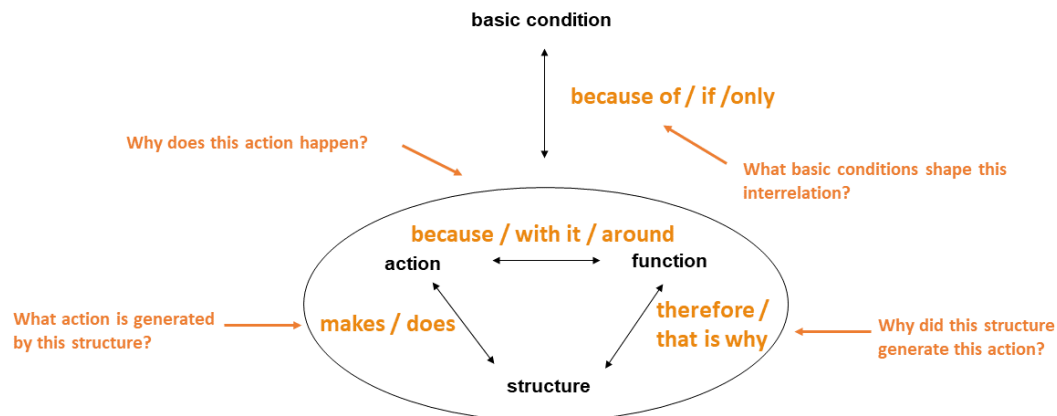 basic condition
because of / if /only
Why does this action happen?
What basic conditions shape this
interrelation?
because / with it / around
action
function
What action is generated
by this structure?
makes / does
therefore /
that is why
Why did this structure
generate this action?
structure